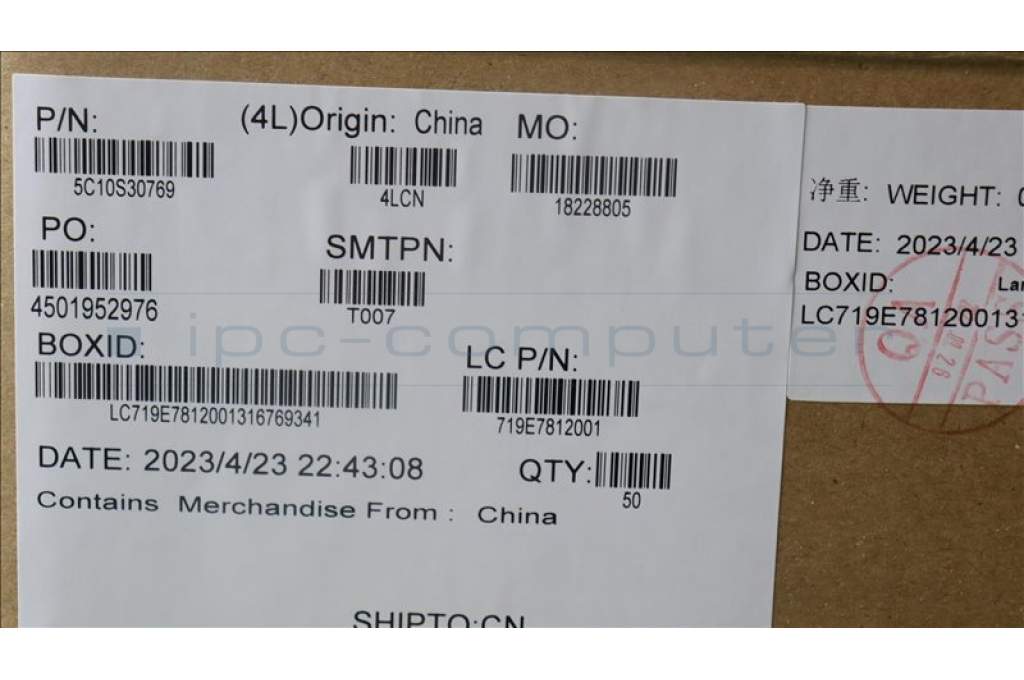 P/N: (4L)Origin: China MO:
5C10S30769 4LCN 18228805
PO: SMTPN:
4501952976 T007
BOXID: LC P/N:
LC719E7812001316769341 719E7812001
DATE: 2023/4/23 22:43:08 QTY:
50
Contains Merchandise From : China
SHIPTO:CN
净重: WEIGHT:
DATE: 2023/4/23
BOXID:
LC719E781200131
PASS
ipc-compute